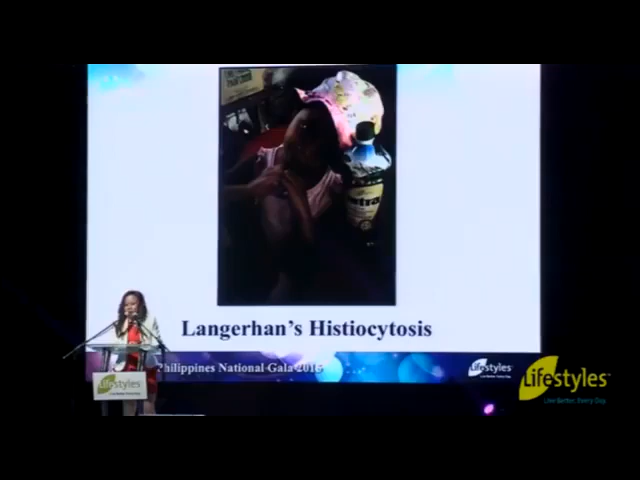 Langerhan's Histiocytosis
Philippines National Gala 2016
Lifestyles
Lifestyles
Lifestyles
Live Better, Every Day